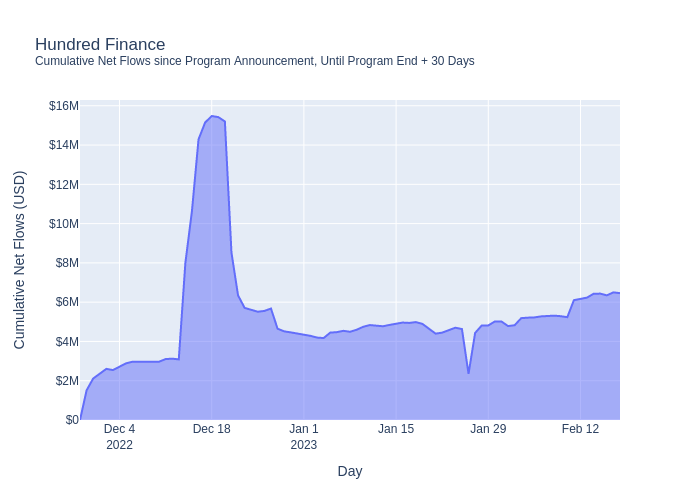 Hundred Finance
Cumulative Net Flows since Program Announcement, Until Program End + 30 Days
Cumulative Net Flows (USD)
$16M
$14M
$12M
$10M
$8M
$6M
$4M
$2M
$0
Dec 4
2022
Dec 18
Jan 1
2023
Jan 15
Jan 29
Feb 12
Day